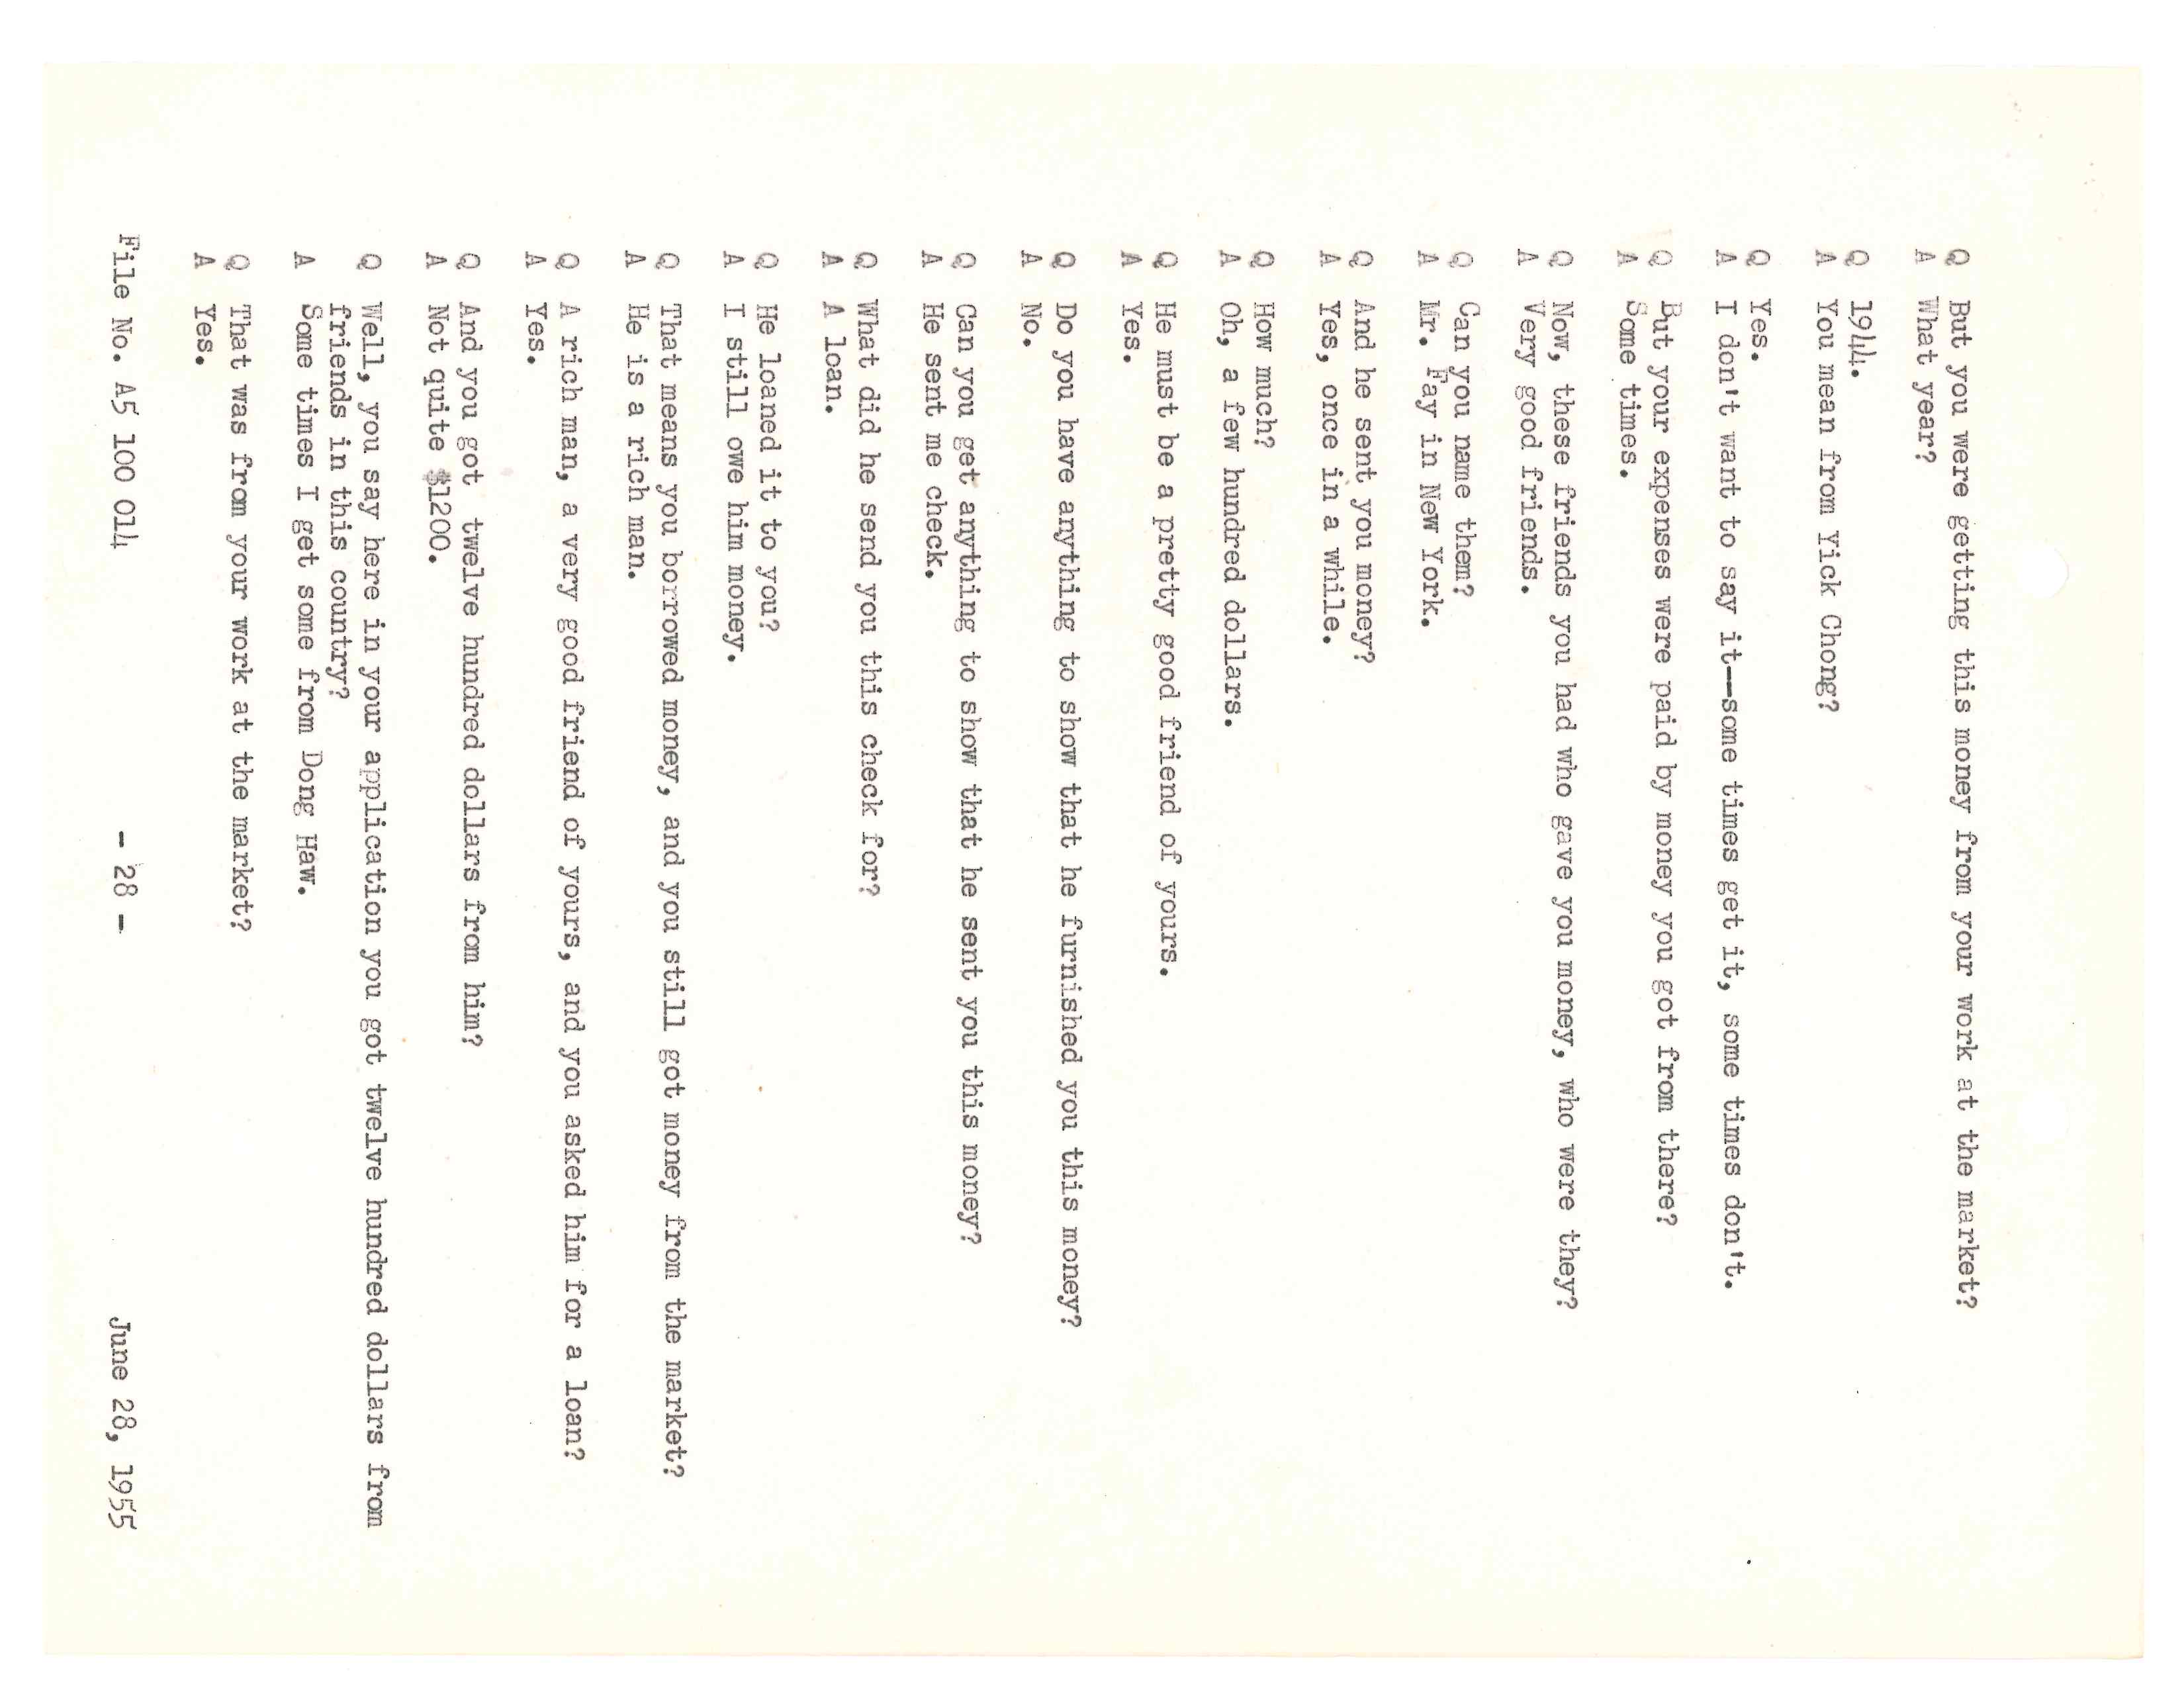 Q But you were getting this money from your work at the market?
A What year?
Q 1944.
A You mean from Yick Chong?
Q Yes.
A I don't want to say it--some times get it, some times don't.
Q But your expenses were paid by money you got from there?
A Some times.
Q Now, these friends you had who gave you money, who were they?
A Very good friends.
Q Can you name them?
A Mr. Fay in New York.
Q And he sent you money?
A Yes, once in a while.
Q How much?
A Oh, a few hundred dollars.
Q He must be a pretty good friend of yours.
A Yes.
Q Do you have anything to show that he furnished you this money?
A No.
Q Can you get anything to show that he sent you this money?
A He sent me check.
Q What did he send you this check for?
A A loan.
Q He loaned it to you?
A I still owe him money.
Q That means you borrowed money, and you still got money from the market?
A He is a rich man.
Q A rich man, a very good friend of yours, and you asked him for a loan?
A Yes.
Q And you got twelve hundred dollars from him?
A Not quite $1200.
Q Well, you say here in your application you got twelve hundred dollars from
friends in this country?
A Some times I get some from Dong Haw.
Q That was from your work at the market?
A Yes.
File No. A5 100 014 - 28 - June 28, 1955